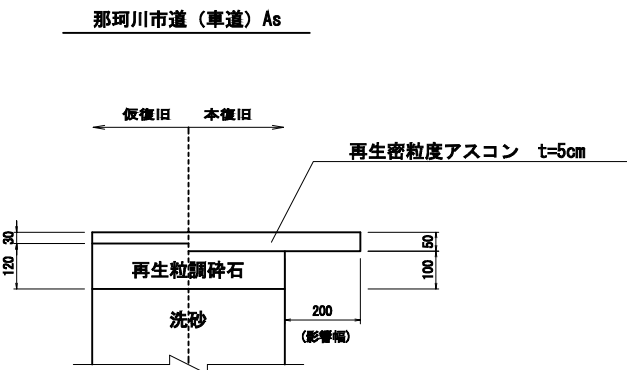 那珂川市道（車道）As
仮復旧 本復旧
再生密粒度アスコン t=5cm
30
50
120
再生粒調砕石
100
洗砂
200
(影響幅)